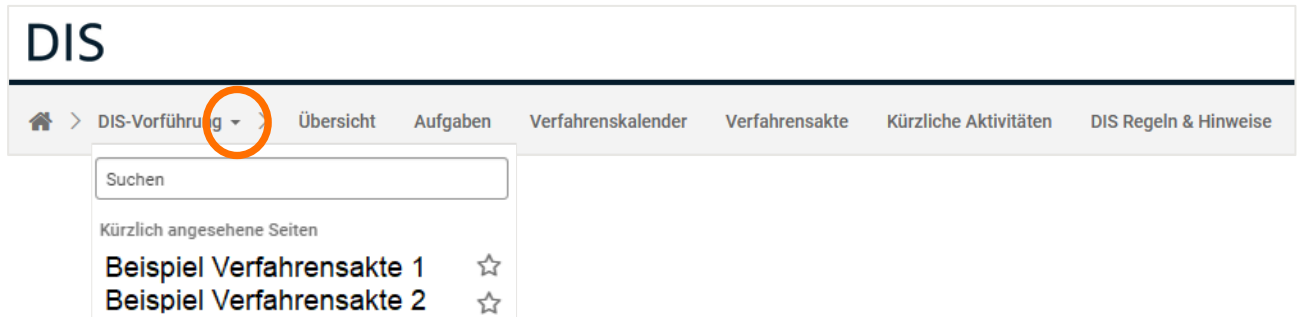 DIS
DIS-Vorführung Übersicht Aufgaben Verfahrenskalender Verfahrensakte Kürzliche Aktivitäten DIS Regeln & Hinweise
Suchen
Kürzlich angesehene Seiten
Beispiel Verfahrensakte 1
Beispiel Verfahrensakte 2